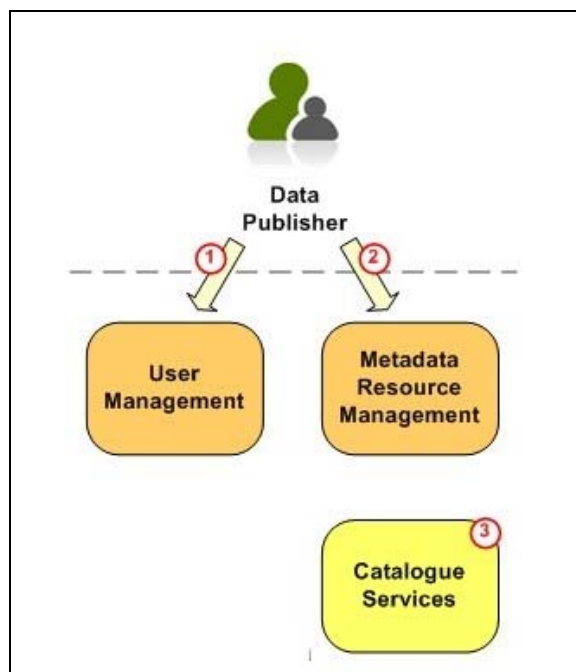 Data
Publisher
1
2
User
Management
Metadata
Resource
Management
3
Catalogue
Services